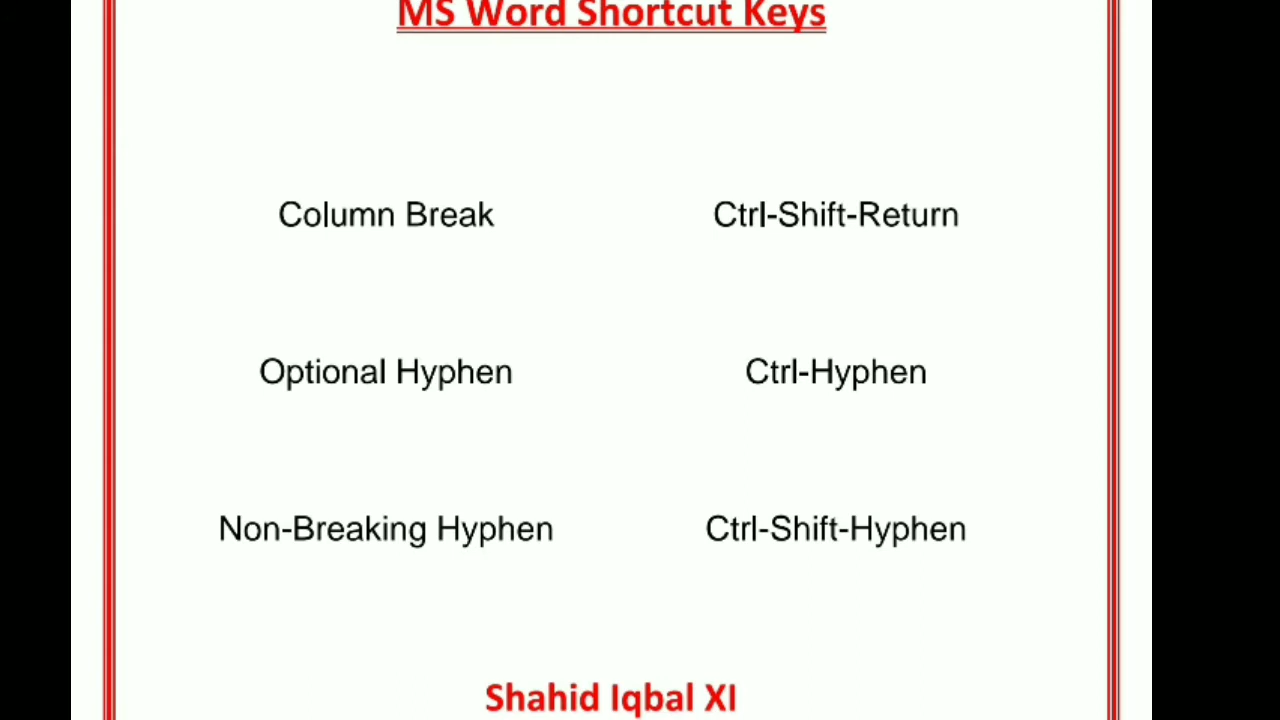 MS Word Shortcut Keys
Column Break Ctrl-Shift-Return
Optional Hyphen Ctrl-Hyphen
Non-Breaking Hyphen Ctrl-Shift-Hyphen
Shahid Iqbal XI